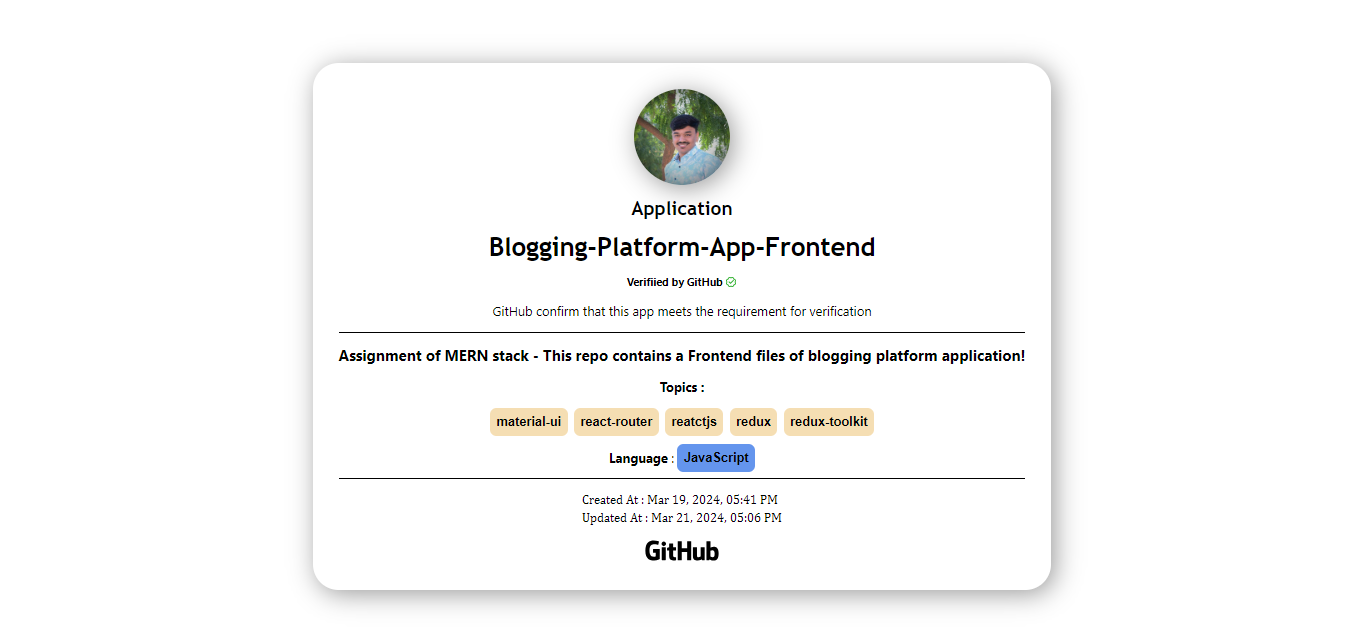 Application
Blogging-Platform-App-Frontend
Verifiied by GitHub
GitHub confirm that this app meets the requirement for verification
Assignment of MERN stack - This repo contains a Frontend files of blogging platform application!
Topics :
material-ui react-router reatctjs redux redux-toolkit
Language : JavaScript
Created At : Mar 19, 2024, 05:41 PM
Updated At : Mar 21, 2024, 05:06 PM
GitHub